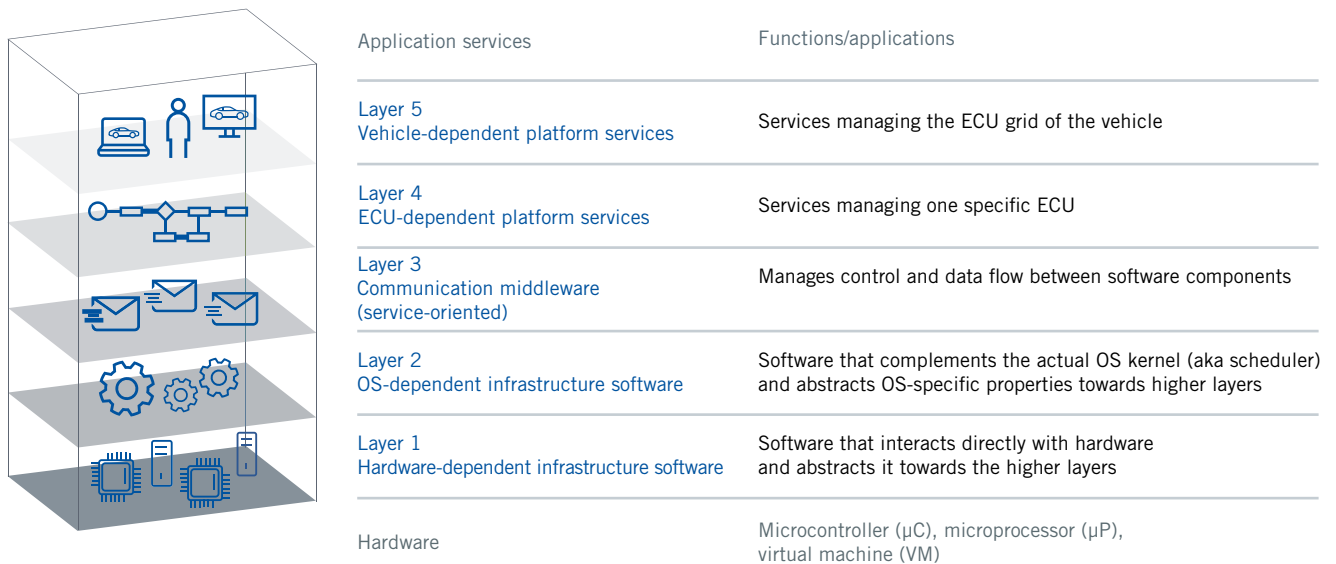 Application services
Functions/applications
Layer 5
Vehicle-dependent platform services
Services managing the ECU grid of the vehicle
Layer 4
ECU-dependent platform services
Services managing one specific ECU
Layer 3
Communication middleware
(service-oriented)
Manages control and data flow between software components
Layer 2
OS-dependent infrastructure software
Software that complements the actual OS kernel (aka scheduler)
and abstracts OS-specific properties towards higher layers
Layer 1
Hardware-dependent infrastructure software
Software that interacts directly with hardware
and abstracts it towards the higher layers
Hardware
Microcontroller (µC), microprocessor (µP),
virtual machine (VM)